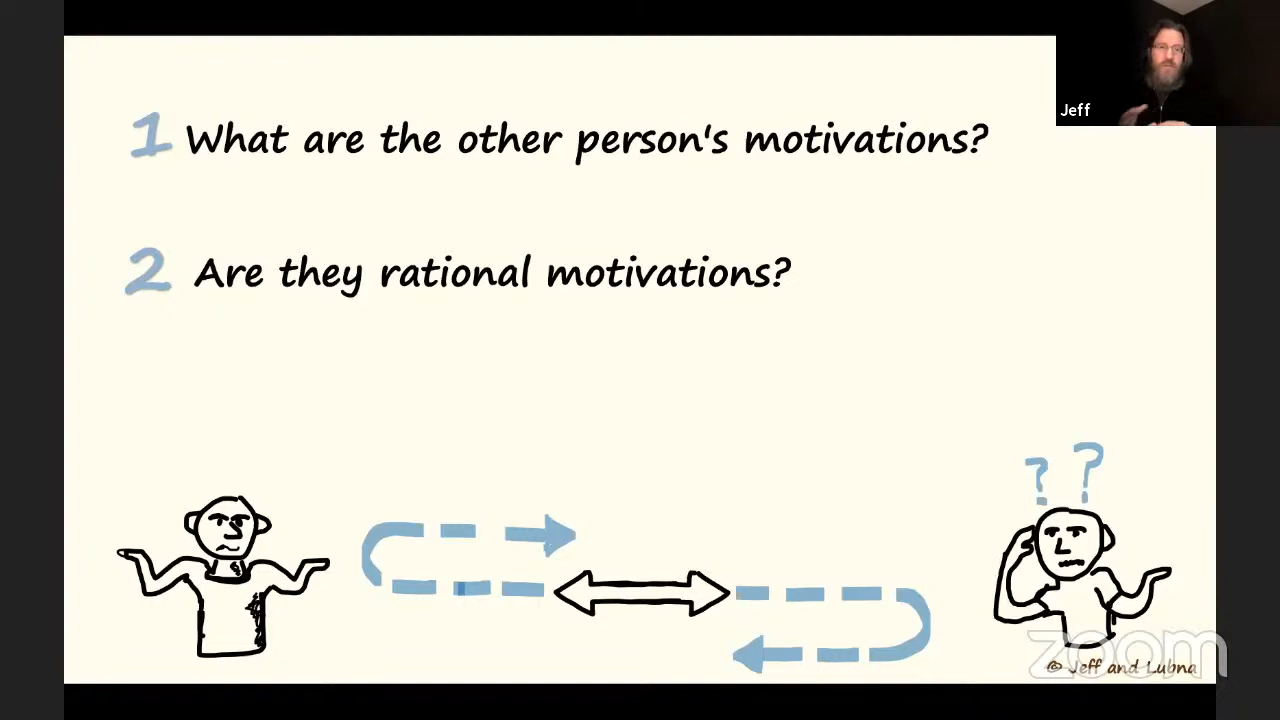 1 What are the other person's motivations?
Jeff
2 Are they rational motivations?
? ?
zoom
© Jeff and Lubna